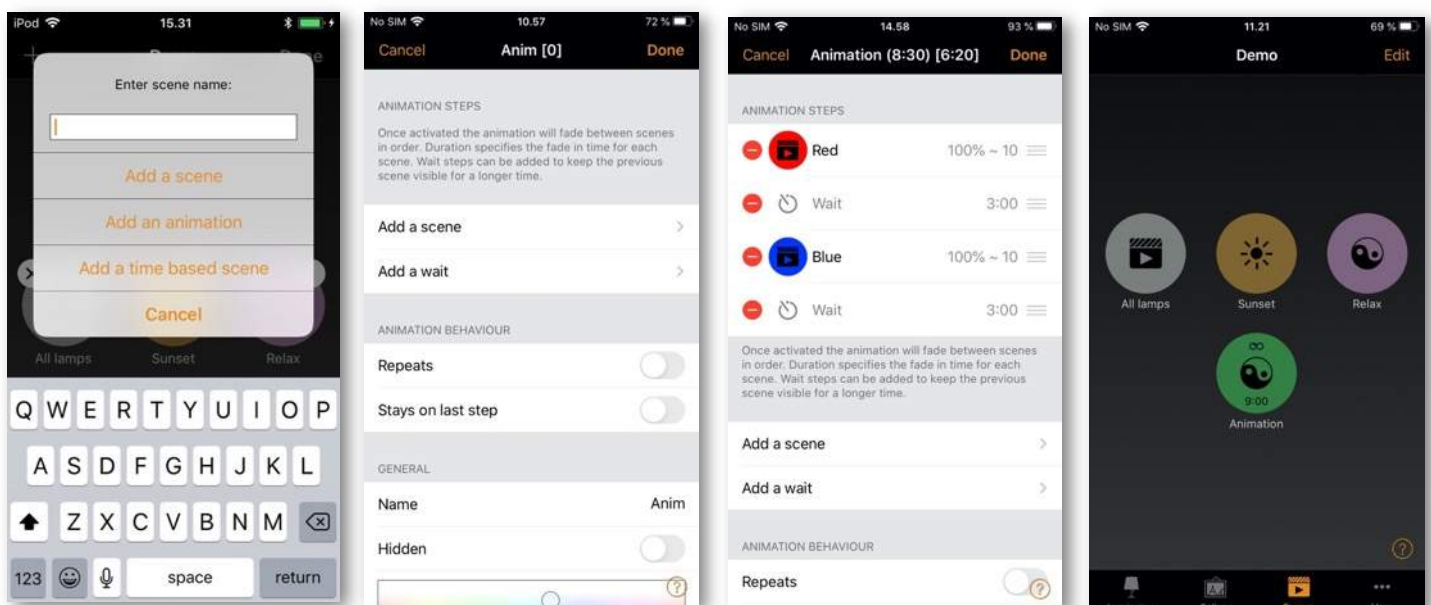 iPod
15.31
Enter scene name:
Add a scene
Add an animation
Add a time based scene
Cancel
All lamps
Sunset
Relax
Q W E R T Y U I O P
A S D F G H J K L
Z X C V B N M
123
space
return
No SIM
10.57
72 %
Cancel
Anim [0]
Done
ANIMATION STEPS
Once activated the animation will fade between scenes
in order. Duration specifies the fade in time for each
scene. Wait steps can be added to keep the previous
scene visible for a longer time.
Add a scene
Add a wait
ANIMATION BEHAVIOUR
Repeats
Stays on last step
GENERAL
Name
Anim
Hidden
?
No SIM
14.58
93 %
Cancel
Animation (8:30) [6:20]
Done
ANIMATION STEPS
Red
100% ~ 10
Wait
3:00
Blue
100% ~ 10
Wait
3:00
Once activated the animation will fade between scenes
in order. Duration specifies the fade in time for each
scene. Wait steps can be added to keep the previous
scene visible for a longer time.
Add a scene
Add a wait
ANIMATION BEHAVIOUR
Repeats
?
No SIM
11.21
69 %
Demo
Edit
All lamps
Sunset
Relax
∞
9:00
Animation
?